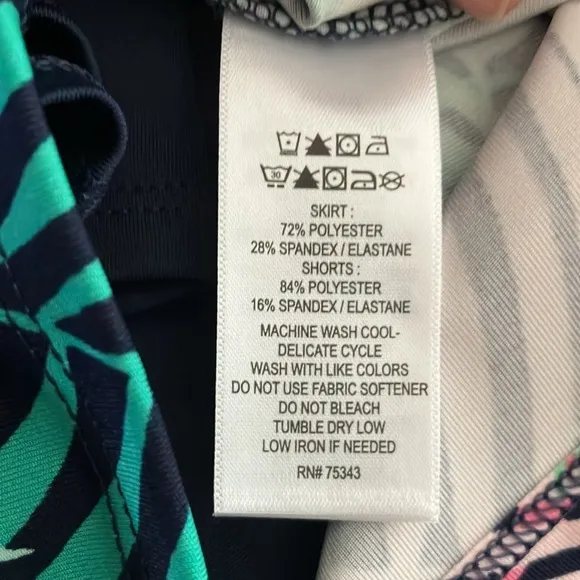 30
SKIRT :
72% POLYESTER
28% SPANDEX / ELASTANE
SHORTS :
84% POLYESTER
16% SPANDEX / ELASTANE
MACHINE WASH COOL-
DELICATE CYCLE
WASH WITH LIKE COLORS
DO NOT USE FABRIC SOFTENER
DO NOT BLEACH
TUMBLE DRY LOW
LOW IRON IF NEEDED
RN# 75343